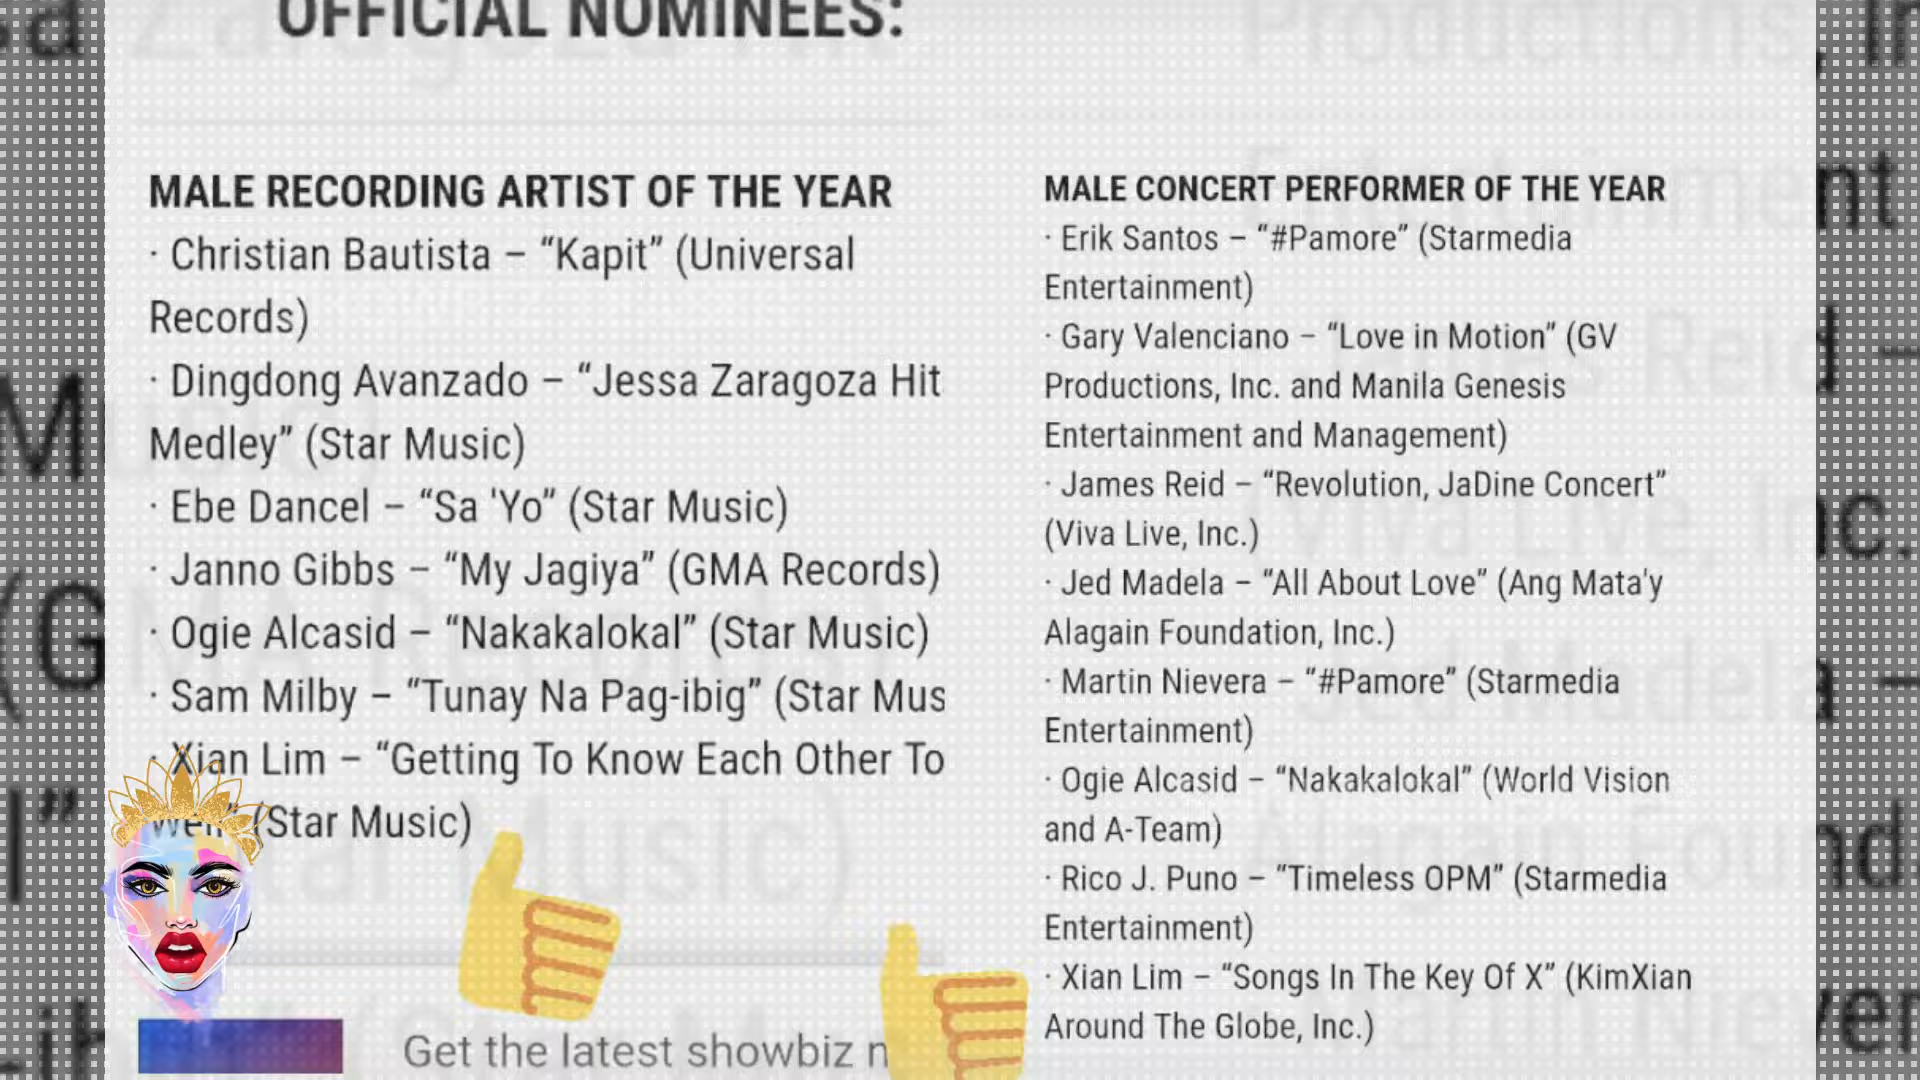 OFFICIAL NOMINEES:
MALE RECORDING ARTIST OF THE YEAR
· Christian Bautista – “Kapit” (Universal
Records)
· Dingdong Avanzado – “Jessa Zaragoza Hit
Medley” (Star Music)
· Ebe Dancel – “Sa 'Yo” (Star Music)
· Janno Gibbs – “My Jagiya” (GMA Records)
· Ogie Alcasid – “Nakakalokal” (Star Music)
· Sam Milby – “Tunay Na Pag-ibig” (Star Mus
· Xian Lim – “Getting To Know Each Other To
Well” (Star Music)
Get the latest showbiz n
MALE CONCERT PERFORMER OF THE YEAR
· Erik Santos – “#Pamore” (Starmedia
Entertainment)
· Gary Valenciano – “Love in Motion” (GV
Productions, Inc. and Manila Genesis
Entertainment and Management)
· James Reid – “Revolution, JaDine Concert”
(Viva Live, Inc.)
· Jed Madela – “All About Love” (Ang Mata'y
Alagain Foundation, Inc.)
· Martin Nievera – “#Pamore” (Starmedia
Entertainment)
· Ogie Alcasid – “Nakakalokal” (World Vision
and A-Team)
· Rico J. Puno – “Timeless OPM” (Starmedia
Entertainment)
· Xian Lim – “Songs In The Key Of X” (KimXian
Around The Globe, Inc.)